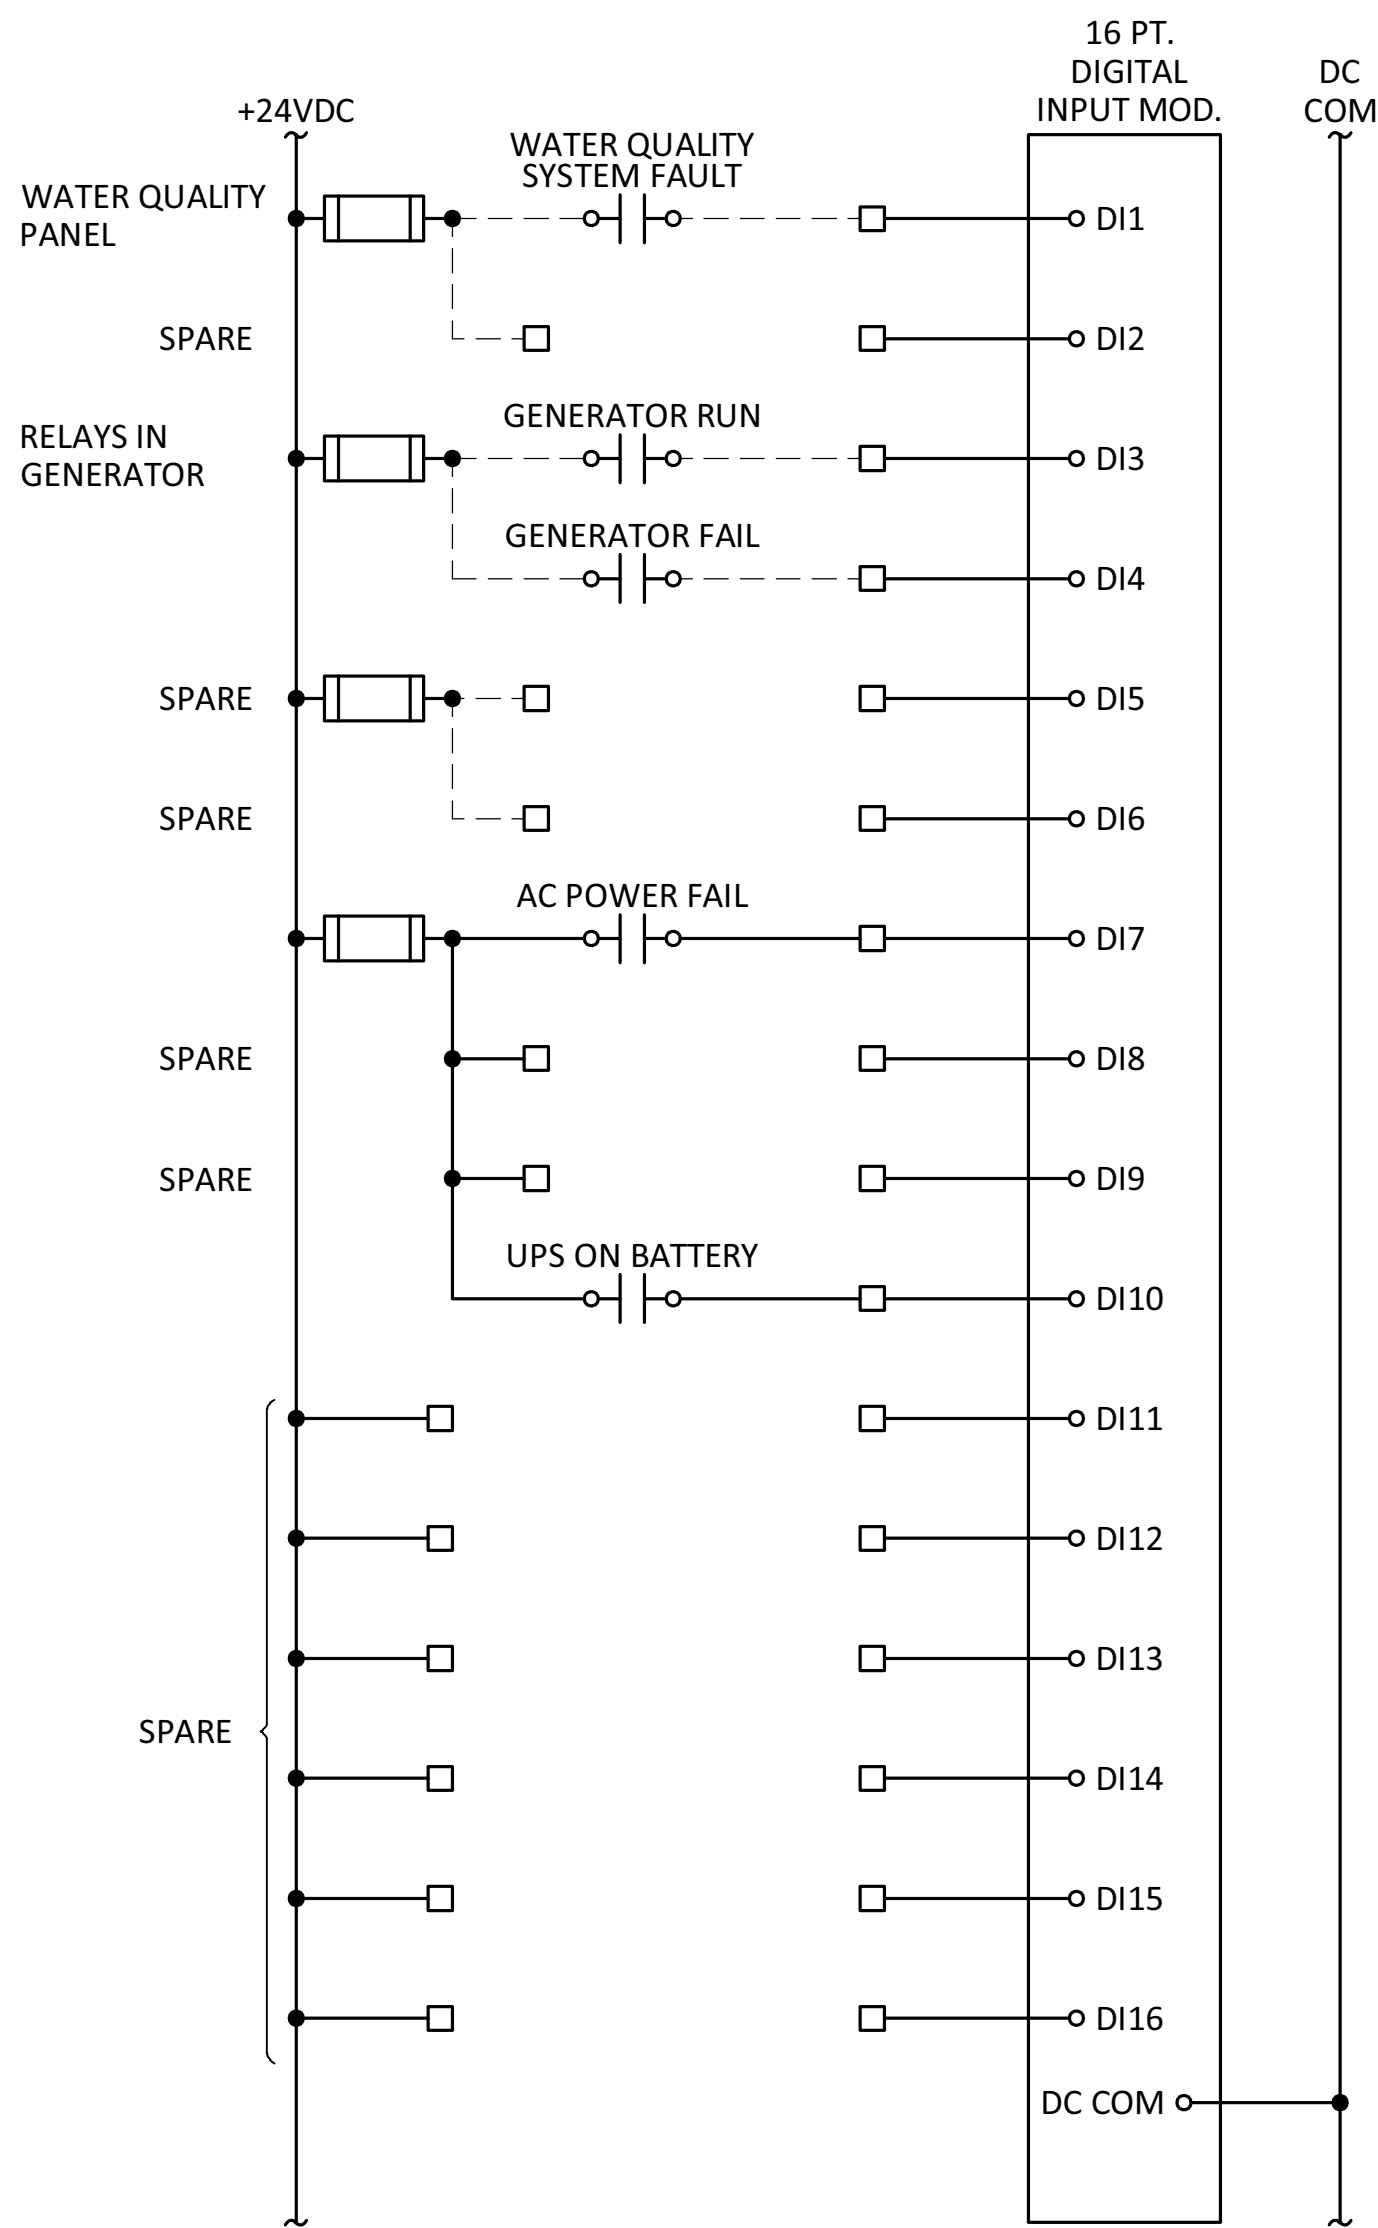 16 PT.
DIGITAL
INPUT MOD.
DC
COM
+24VDC
WATER QUALITY
SYSTEM FAULT
WATER QUALITY
PANEL
DI1
SPARE
DI2
GENERATOR RUN
RELAYS IN
GENERATOR
DI3
GENERATOR FAIL
DI4
SPARE
DI5
SPARE
DI6
AC POWER FAIL
DI7
SPARE
DI8
SPARE
DI9
UPS ON BATTERY
DI10
DI11
DI12
DI13
SPARE
DI14
DI15
DI16
DC COM